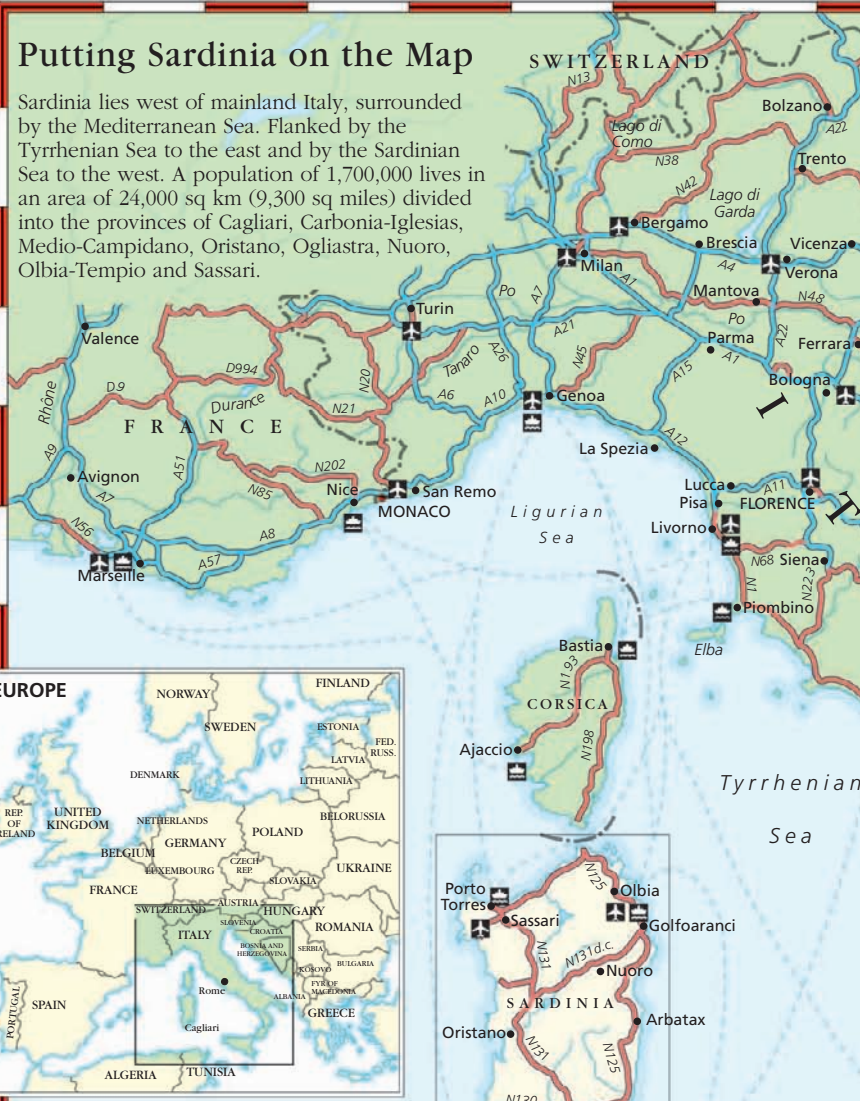 Putting Sardinia on the Map
Sardinia lies west of mainland Italy, surrounded
by the Mediterranean Sea. Flanked by the
Tyrrhenian Sea to the east and by the Sardinian
Sea to the west. A population of 1,700,000 lives in
an area of 24,000 sq km (9,300 sq miles) divided
into the provinces of Cagliari, Carbonia-Iglesias,
Medio-Campidano, Oristano, Ogliastra, Nuoro,
Olbia-Tempio and Sassari.
SWITZERLAND
N13
Bolzano
A22
Lago di
Como
N38
Trento
N42
Lago di
Garda
Bergamo
Brescia
Vicenza
A4
Verona
Milan
A1
Mantova
N48
Po
A7
Turin
Po
A22
Valence
A21
Parma
A1
Ferrara
A26
Tanaro
N45
A15
D994
N20
Bologna
D9
Durance
A6
A10
Genoa
I
Rhône
N21
FRANCE
A12
La Spezia
A9
A51
N202
Avignon
A7
N85
Nice
San Remo
MONACO
Lucca
A11
Pisa
FLORENCE
T
Ligurian
Sea
Livorno
N56
A8
A57
Marseille
N68
Siena
N1
N22.3
Piombino
Elba
Bastia
N193
CORSICA
N198
Ajaccio
Tyrrhenian
Sea
N125
Porto
Torres
Olbia
Sassari
Golfoaranci
N131
N131d.c.
Nuoro
SARDINIA
Arbatax
Oristano
N131
N125
N130
EUROPE
NORWAY
FINLAND
SWEDEN
ESTONIA
FED.
RUSS.
LATVIA
DENMARK
LITHUANIA
REP.
OF
RELAND
UNITED
KINGDOM
NETHERLANDS
BELORUSSIA
POLAND
GERMANY
BELGIUM
LUXEMBOURG
CZECH
REP.
UKRAINE
SLOVAKIA
FRANCE
AUSTRIA
SWITZERLAND
HUNGARY
SLOVENIA
CROATIA
ROMANIA
ITALY
BOSNIA AND
HERZEGOVINA
SERBIA
BULGARIA
KOSOVO
FYR OF
MACEDONIA
ALBANIA
Rome
SPAIN
PORTUGAL
GREECE
Cagliari
ALGERIA
TUNISIA